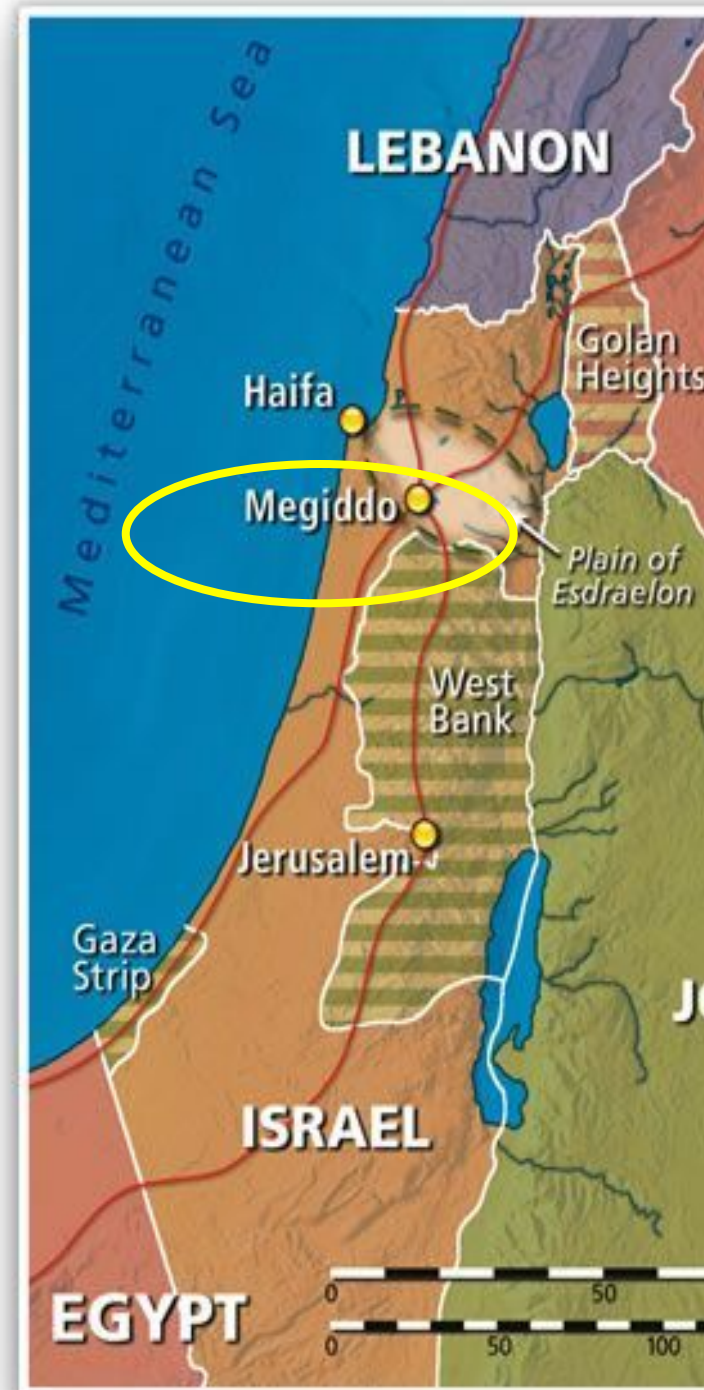 Mediterranean Sea
LEBANON
Golan
Heights
Haifa
Megiddo
Plain of
Esdraelon
West
Bank
Jerusalem
Gaza
Strip
JO
ISRAEL
EGYPT
0 50
0 50 100